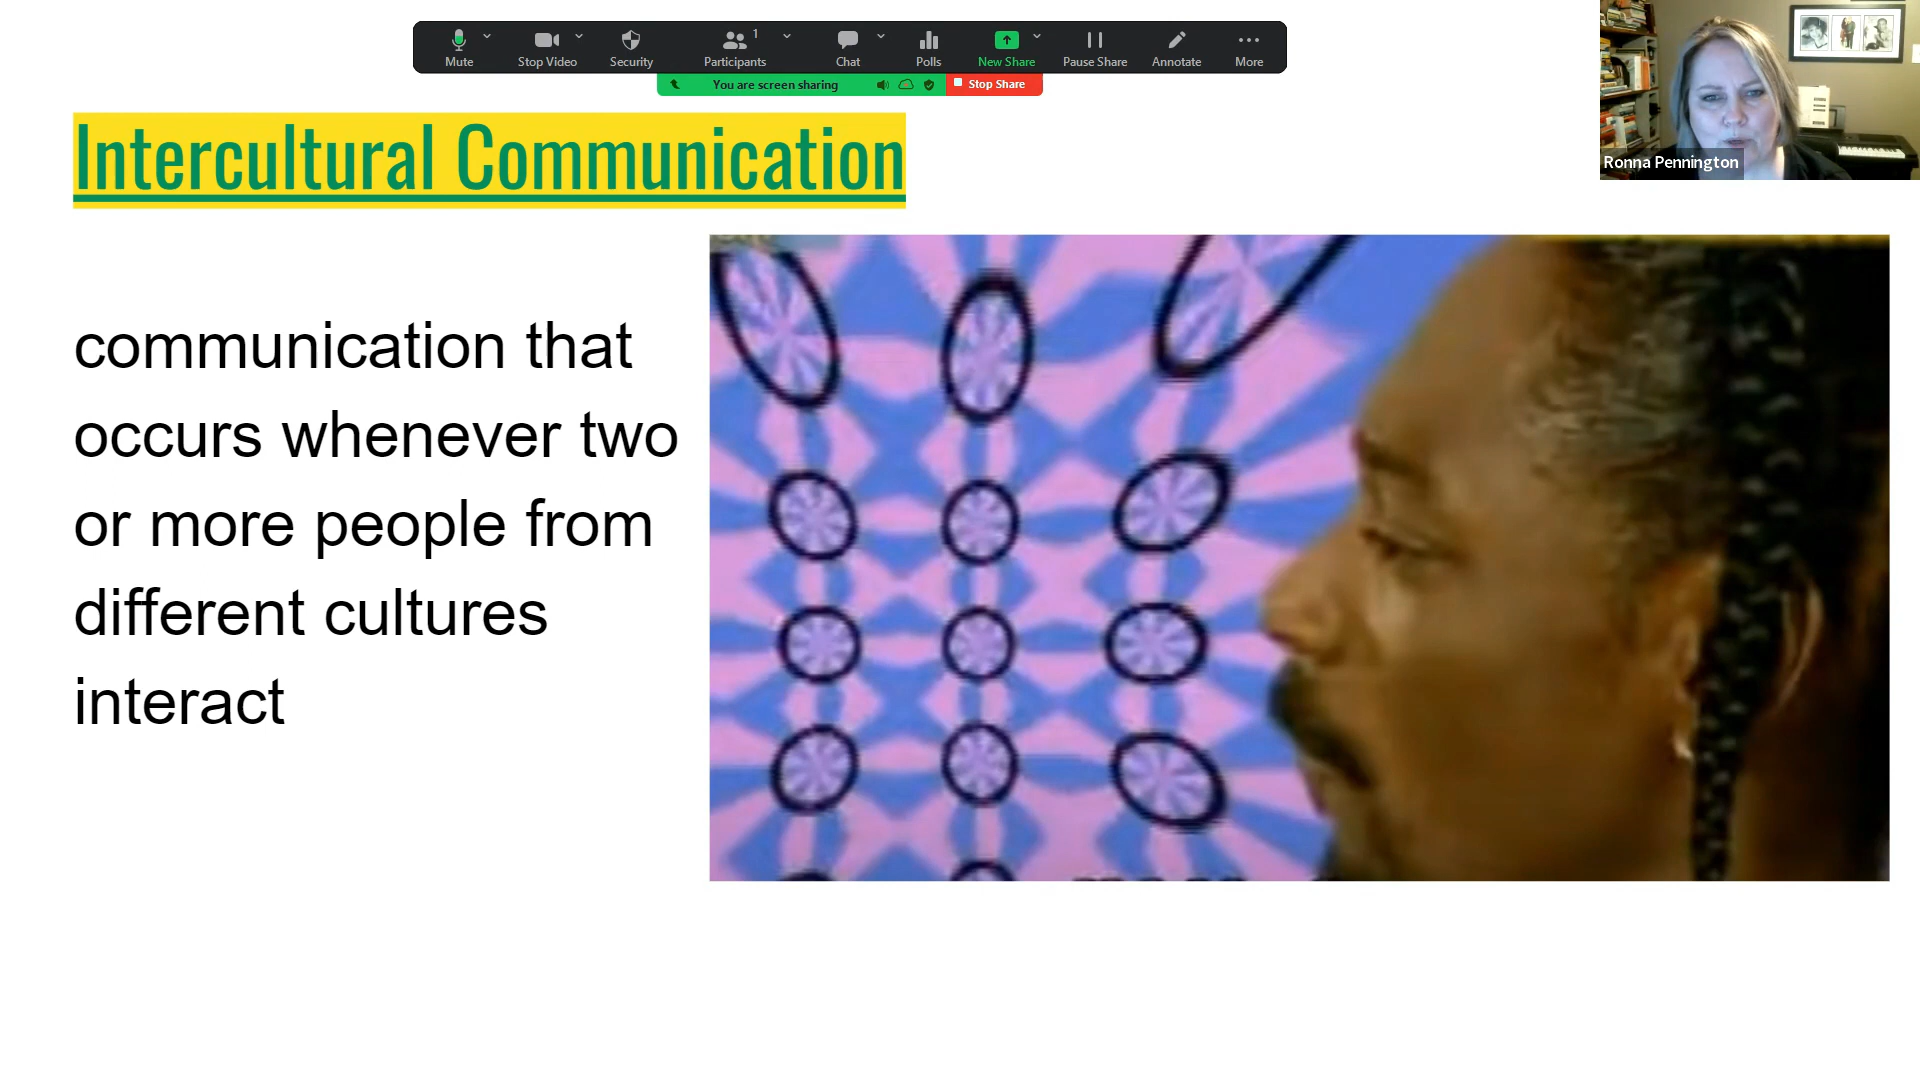 Mute
Stop Video
Security
Participants
1
Chat
Polls
New Share
Pause Share
Annotate
More
You are screen sharing
Stop Share
Ronna Pennington
Intercultural Communication
communication that
occurs whenever two
or more people from
different cultures
interact